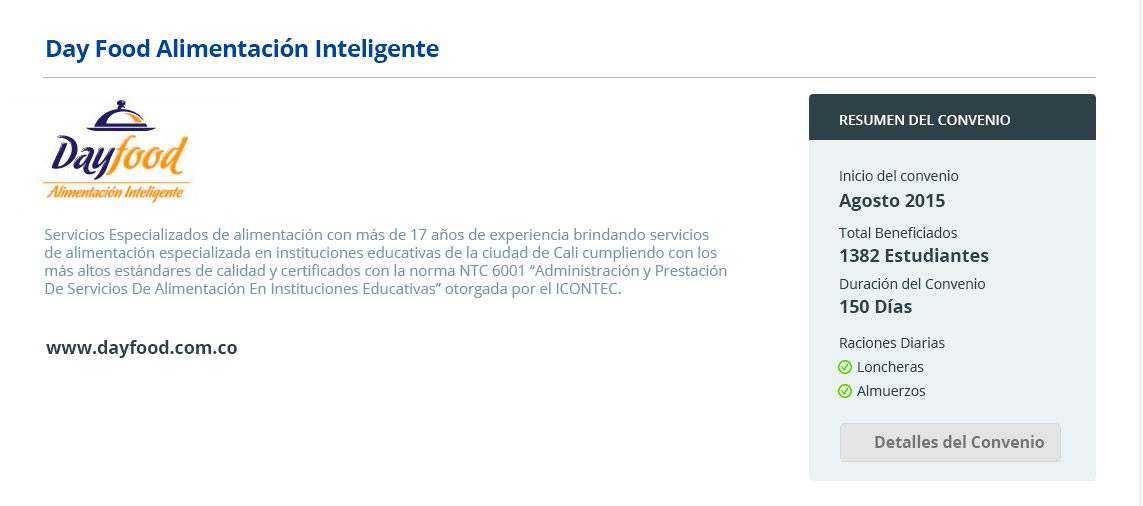 Day Food Alimentación Inteligente
Dayfood
Alimentación Inteligente
Servicios Especializados de alimentación con más de 17 años de experiencia brindando servicios
de alimentación especializada en instituciones educativas de la ciudad de Cali cumpliendo con los
más altos estándares de calidad y certificados con la norma NTC 6001 “Administración y Prestación
De Servicios De Alimentación En Instituciones Educativas” otorgada por el ICONTEC.
www.dayfood.com.co
RESUMEN DEL CONVENIO
Inicio del convenio
Agosto 2015
Total Beneficiados
1382 Estudiantes
Duración del Convenio
150 Días
Raciones Diarias
Loncheras
Almuerzos
Detalles del Convenio